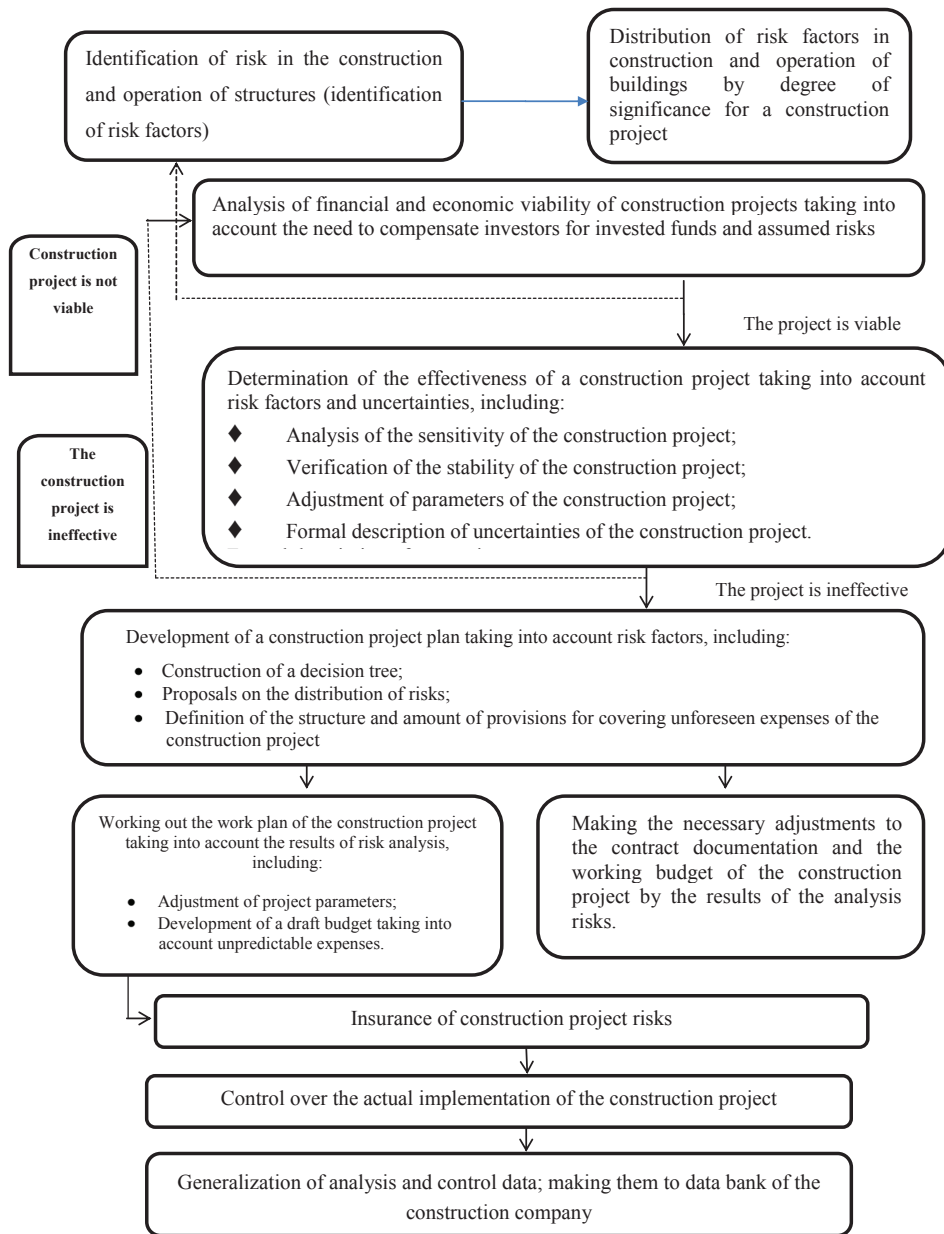 Identification of risk in the construction
and operation of structures (identification
of risk factors)
Distribution of risk factors in
construction and operation of
buildings by degree of
significance for a construction
project
Analysis of financial and economic viability of construction projects taking into
account the need to compensate investors for invested funds and assumed risks
Construction
project is not
viable
The project is viable
Determination of the effectiveness of a construction project taking into account
risk factors and uncertainties, including:
♦ Analysis of the sensitivity of the construction project;
♦ Verification of the stability of the construction project;
♦ Adjustment of parameters of the construction project;
♦ Formal description of uncertainties of the construction project.
The
construction
project is
ineffective
The project is ineffective
Development of a construction project plan taking into account risk factors, including:
• Construction of a decision tree;
• Proposals on the distribution of risks;
• Definition of the structure and amount of provisions for covering unforeseen expenses of the
construction project
Working out the work plan of the construction project
taking into account the results of risk analysis,
including:
• Adjustment of project parameters;
• Development of a draft budget taking into
account unpredictable expenses.
Making the necessary adjustments to
the contract documentation and the
working budget of the construction
project by the results of the analysis
risks.
Insurance of construction project risks
Control over the actual implementation of the construction project
Generalization of analysis and control data; making them to data bank of the
construction company